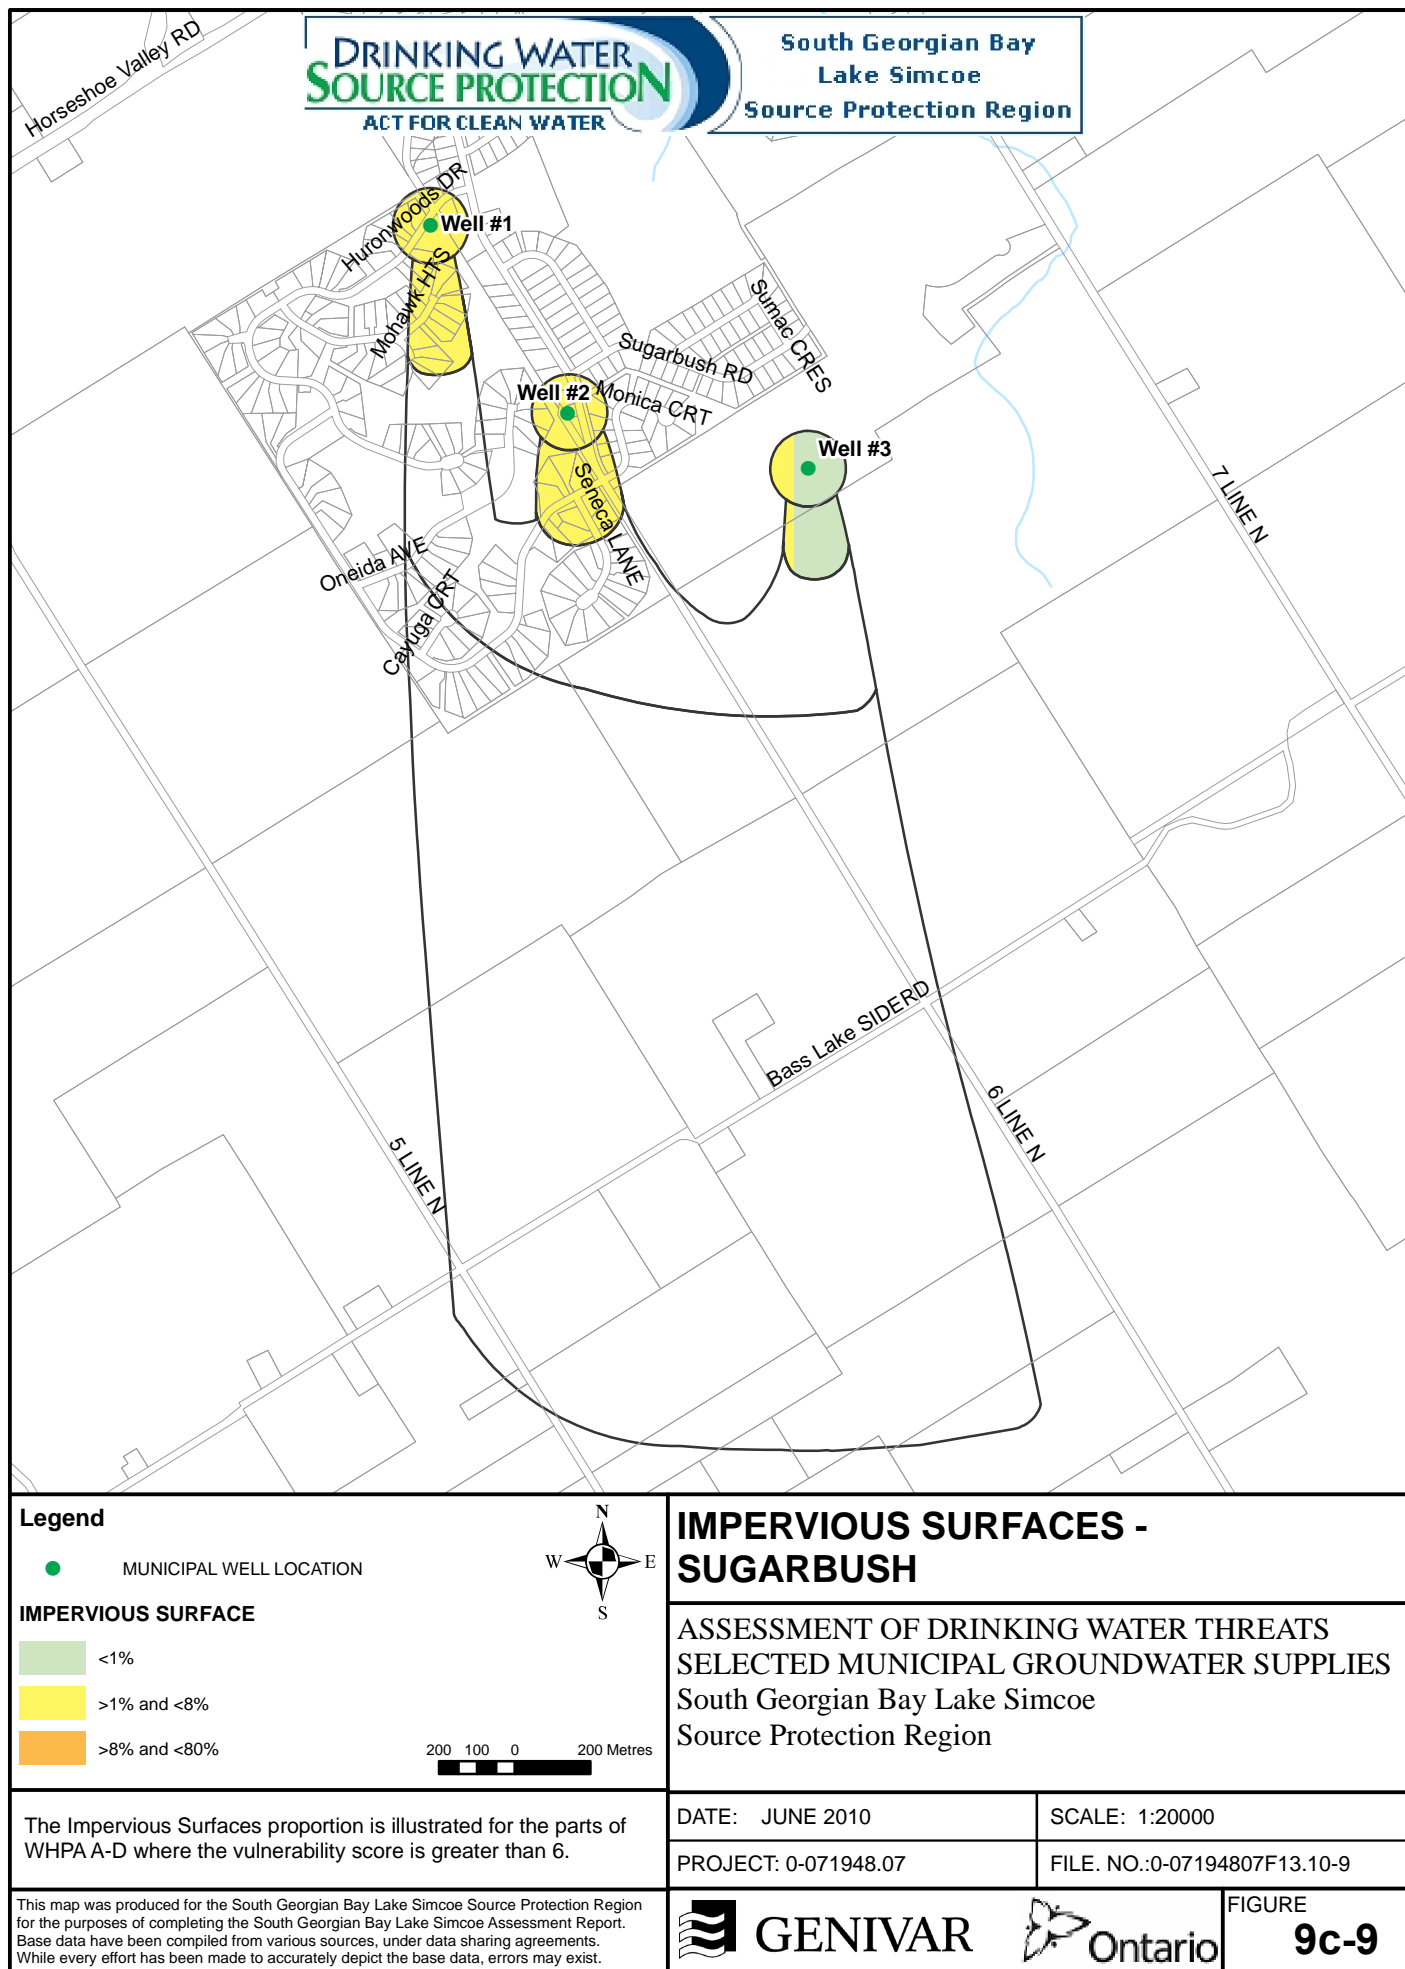 DRINKING WATER
SOURCE PROTECTION
ACT FOR CLEAN WATER
South Georgian Bay
Lake Simcoe
Source Protection Region
Horseshoe Valley RD
Huronwoods DR
Well #1
Mohawk HTS
Sumac CRES
Sugarbush RD
Well #2
Monica CRT
Well #3
Seneca LANE
7 LINE N
Oneida AVE
Cayuga CRT
Bass Lake SIDERD
6 LINE N
5 LINE N
Legend
MUNICIPAL WELL LOCATION
IMPERVIOUS SURFACE
<1%
>1% and <8%
>8% and <80%
N
W
E
S
200 100 0 200 Metres
The Impervious Surfaces proportion is illustrated for the parts of
WHPA A-D where the vulnerability score is greater than 6.
This map was produced for the South Georgian Bay Lake Simcoe Source Protection Region
for the purposes of completing the South Georgian Bay Lake Simcoe Assessment Report.
Base data have been compiled from various sources, under data sharing agreements.
While every effort has been made to accurately depict the base data, errors may exist.
IMPERVIOUS SURFACES -
SUGARBUSH
ASSESSMENT OF DRINKING WATER THREATS
SELECTED MUNICIPAL GROUNDWATER SUPPLIES
South Georgian Bay Lake Simcoe
Source Protection Region
DATE: JUNE 2010
SCALE: 1:20000
PROJECT: 0-071948.07
FILE. NO.:0-07194807F13.10-9
GENIVAR
Ontario
FIGURE
9c-9